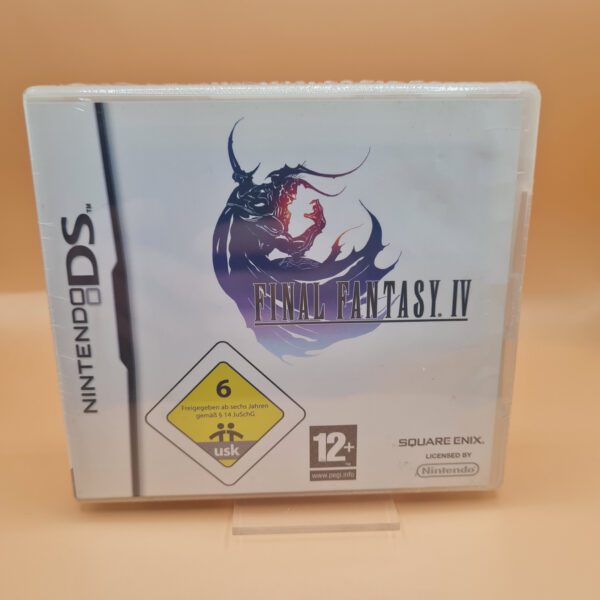 NINTENDO DS™
FINAL FANTASY. IV
6
Freigegeben ab sechs Jahren
gemäß § 14 JuSchG
usk
12+
www.pegi.info
SQUARE ENIX.
LICENSED BY
Nintendo